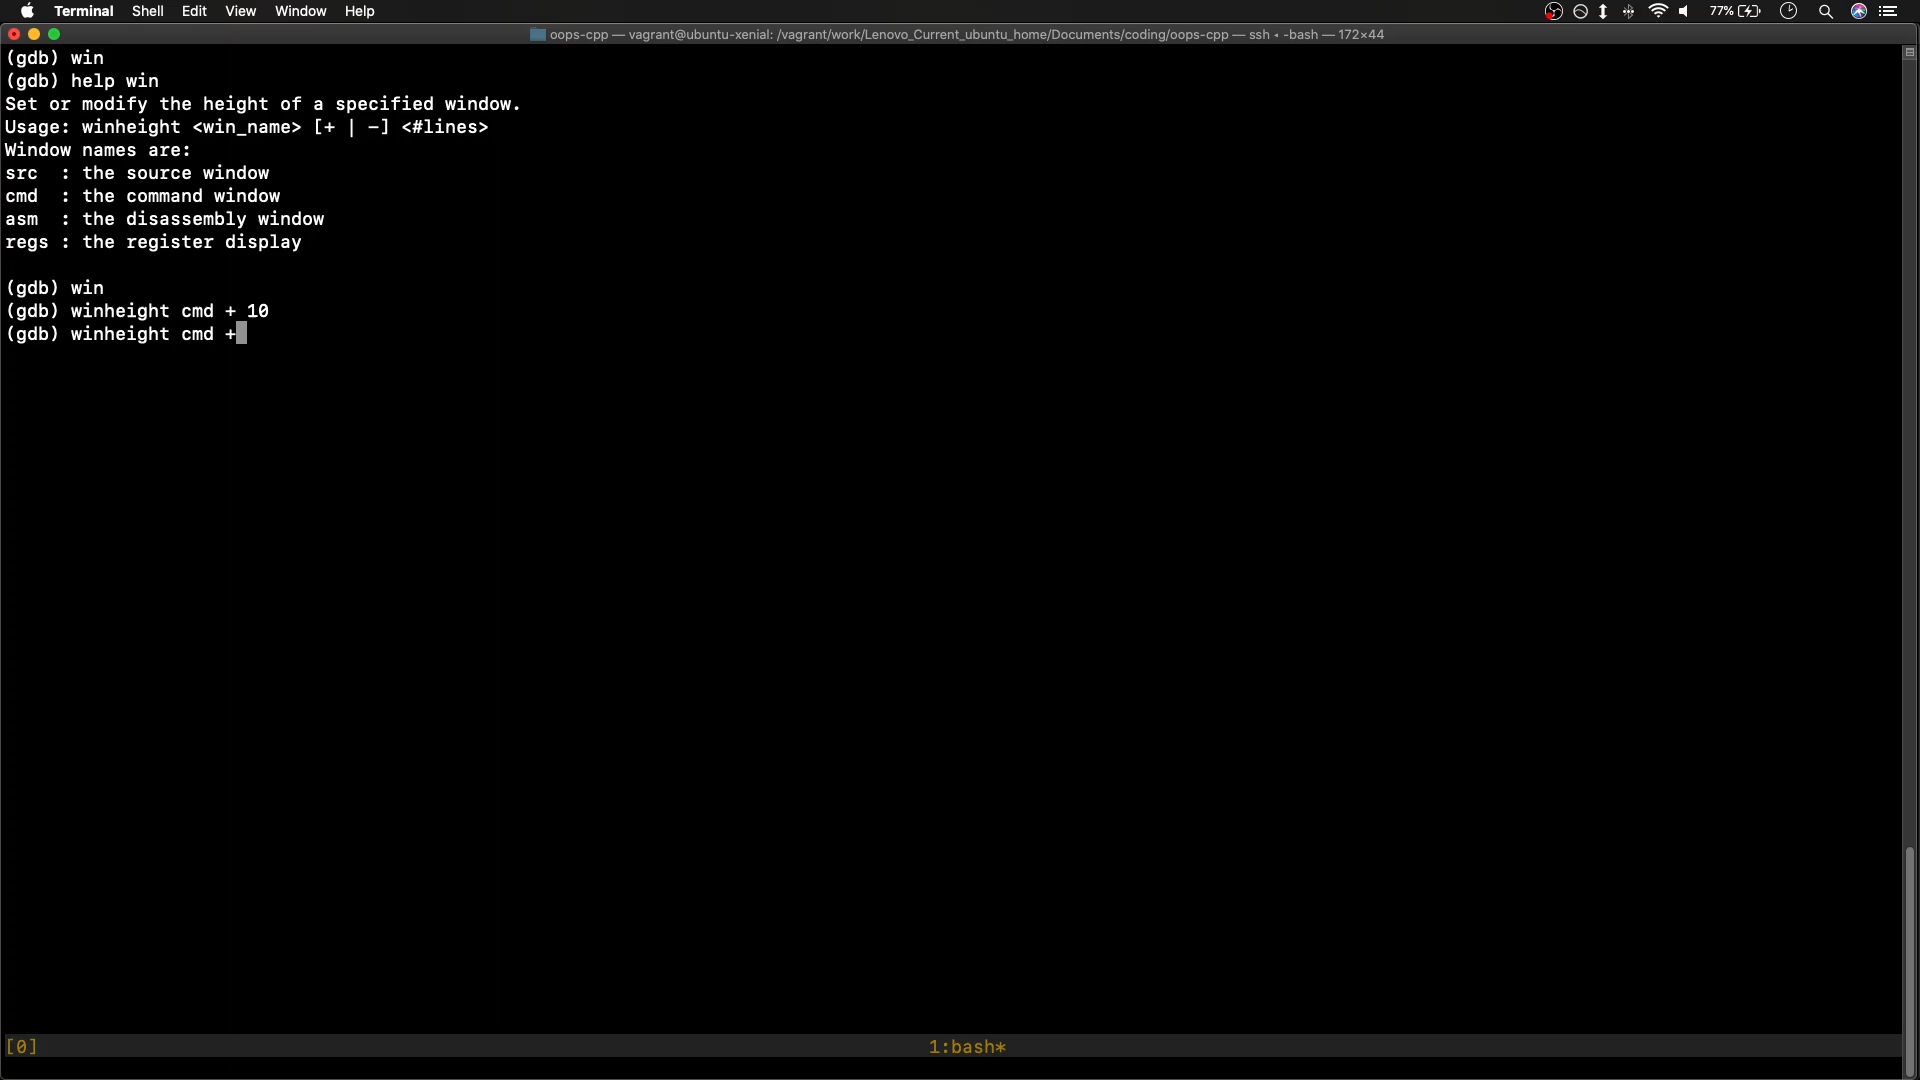 Terminal Shell Edit View Window Help 77%
oops-cpp — vagrant@ubuntu-xenial: /vagrant/work/Lenovo_Current_ubuntu_home/Documents/coding/oops-cpp — ssh ◂ -bash — 172×44
(gdb) win
(gdb) help win
Set or modify the height of a specified window.
Usage: winheight <win_name> [+ | -] <#lines>
Window names are:
src  : the source window
cmd  : the command window
asm  : the disassembly window
regs : the register display
(gdb) win
(gdb) winheight cmd + 10
(gdb) winheight cmd +
[0] 1:bash*